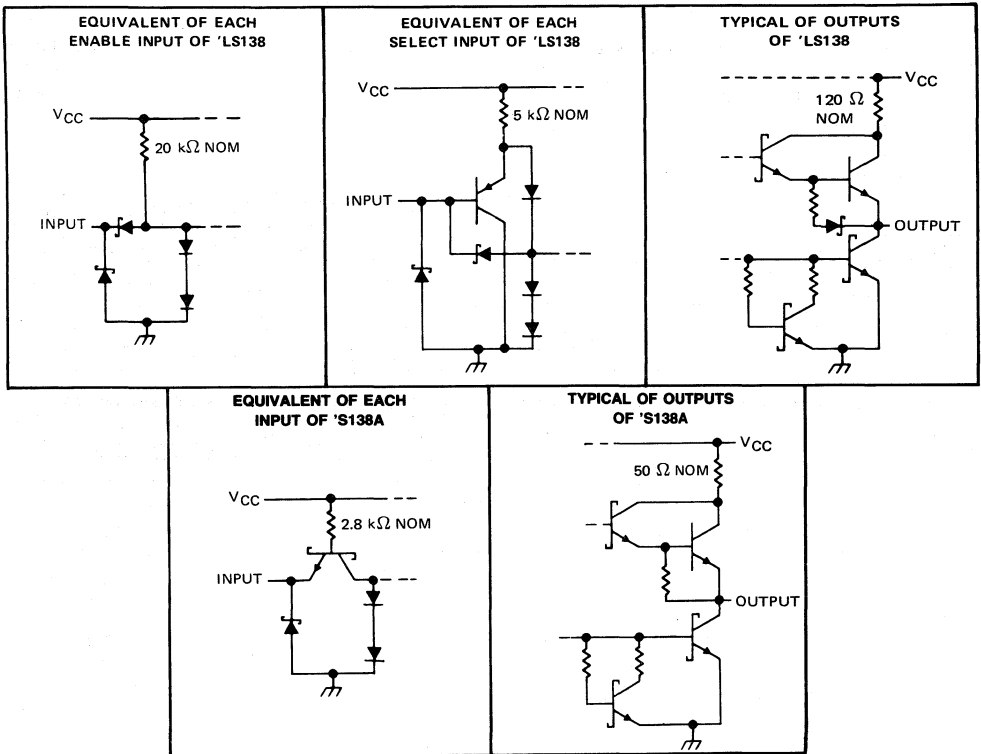 EQUIVALENT OF EACH
ENABLE INPUT OF 'LS138
VCC
20 kΩ NOM
INPUT
EQUIVALENT OF EACH
SELECT INPUT OF 'LS138
VCC
5 kΩ NOM
INPUT
TYPICAL OF OUTPUTS
OF 'LS138
VCC
120 Ω
NOM
OUTPUT
EQUIVALENT OF EACH
INPUT OF 'S138A
VCC
2.8 kΩ NOM
INPUT
TYPICAL OF OUTPUTS
OF 'S138A
VCC
50 Ω NOM
OUTPUT